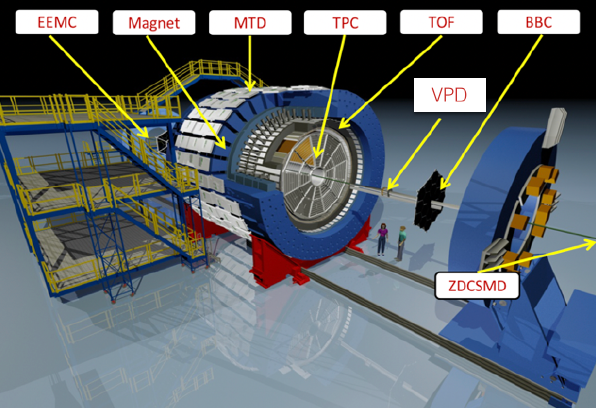 EEMC
Magnet
MTD
TPC
TOF
BBC
VPD
ZDCSMD